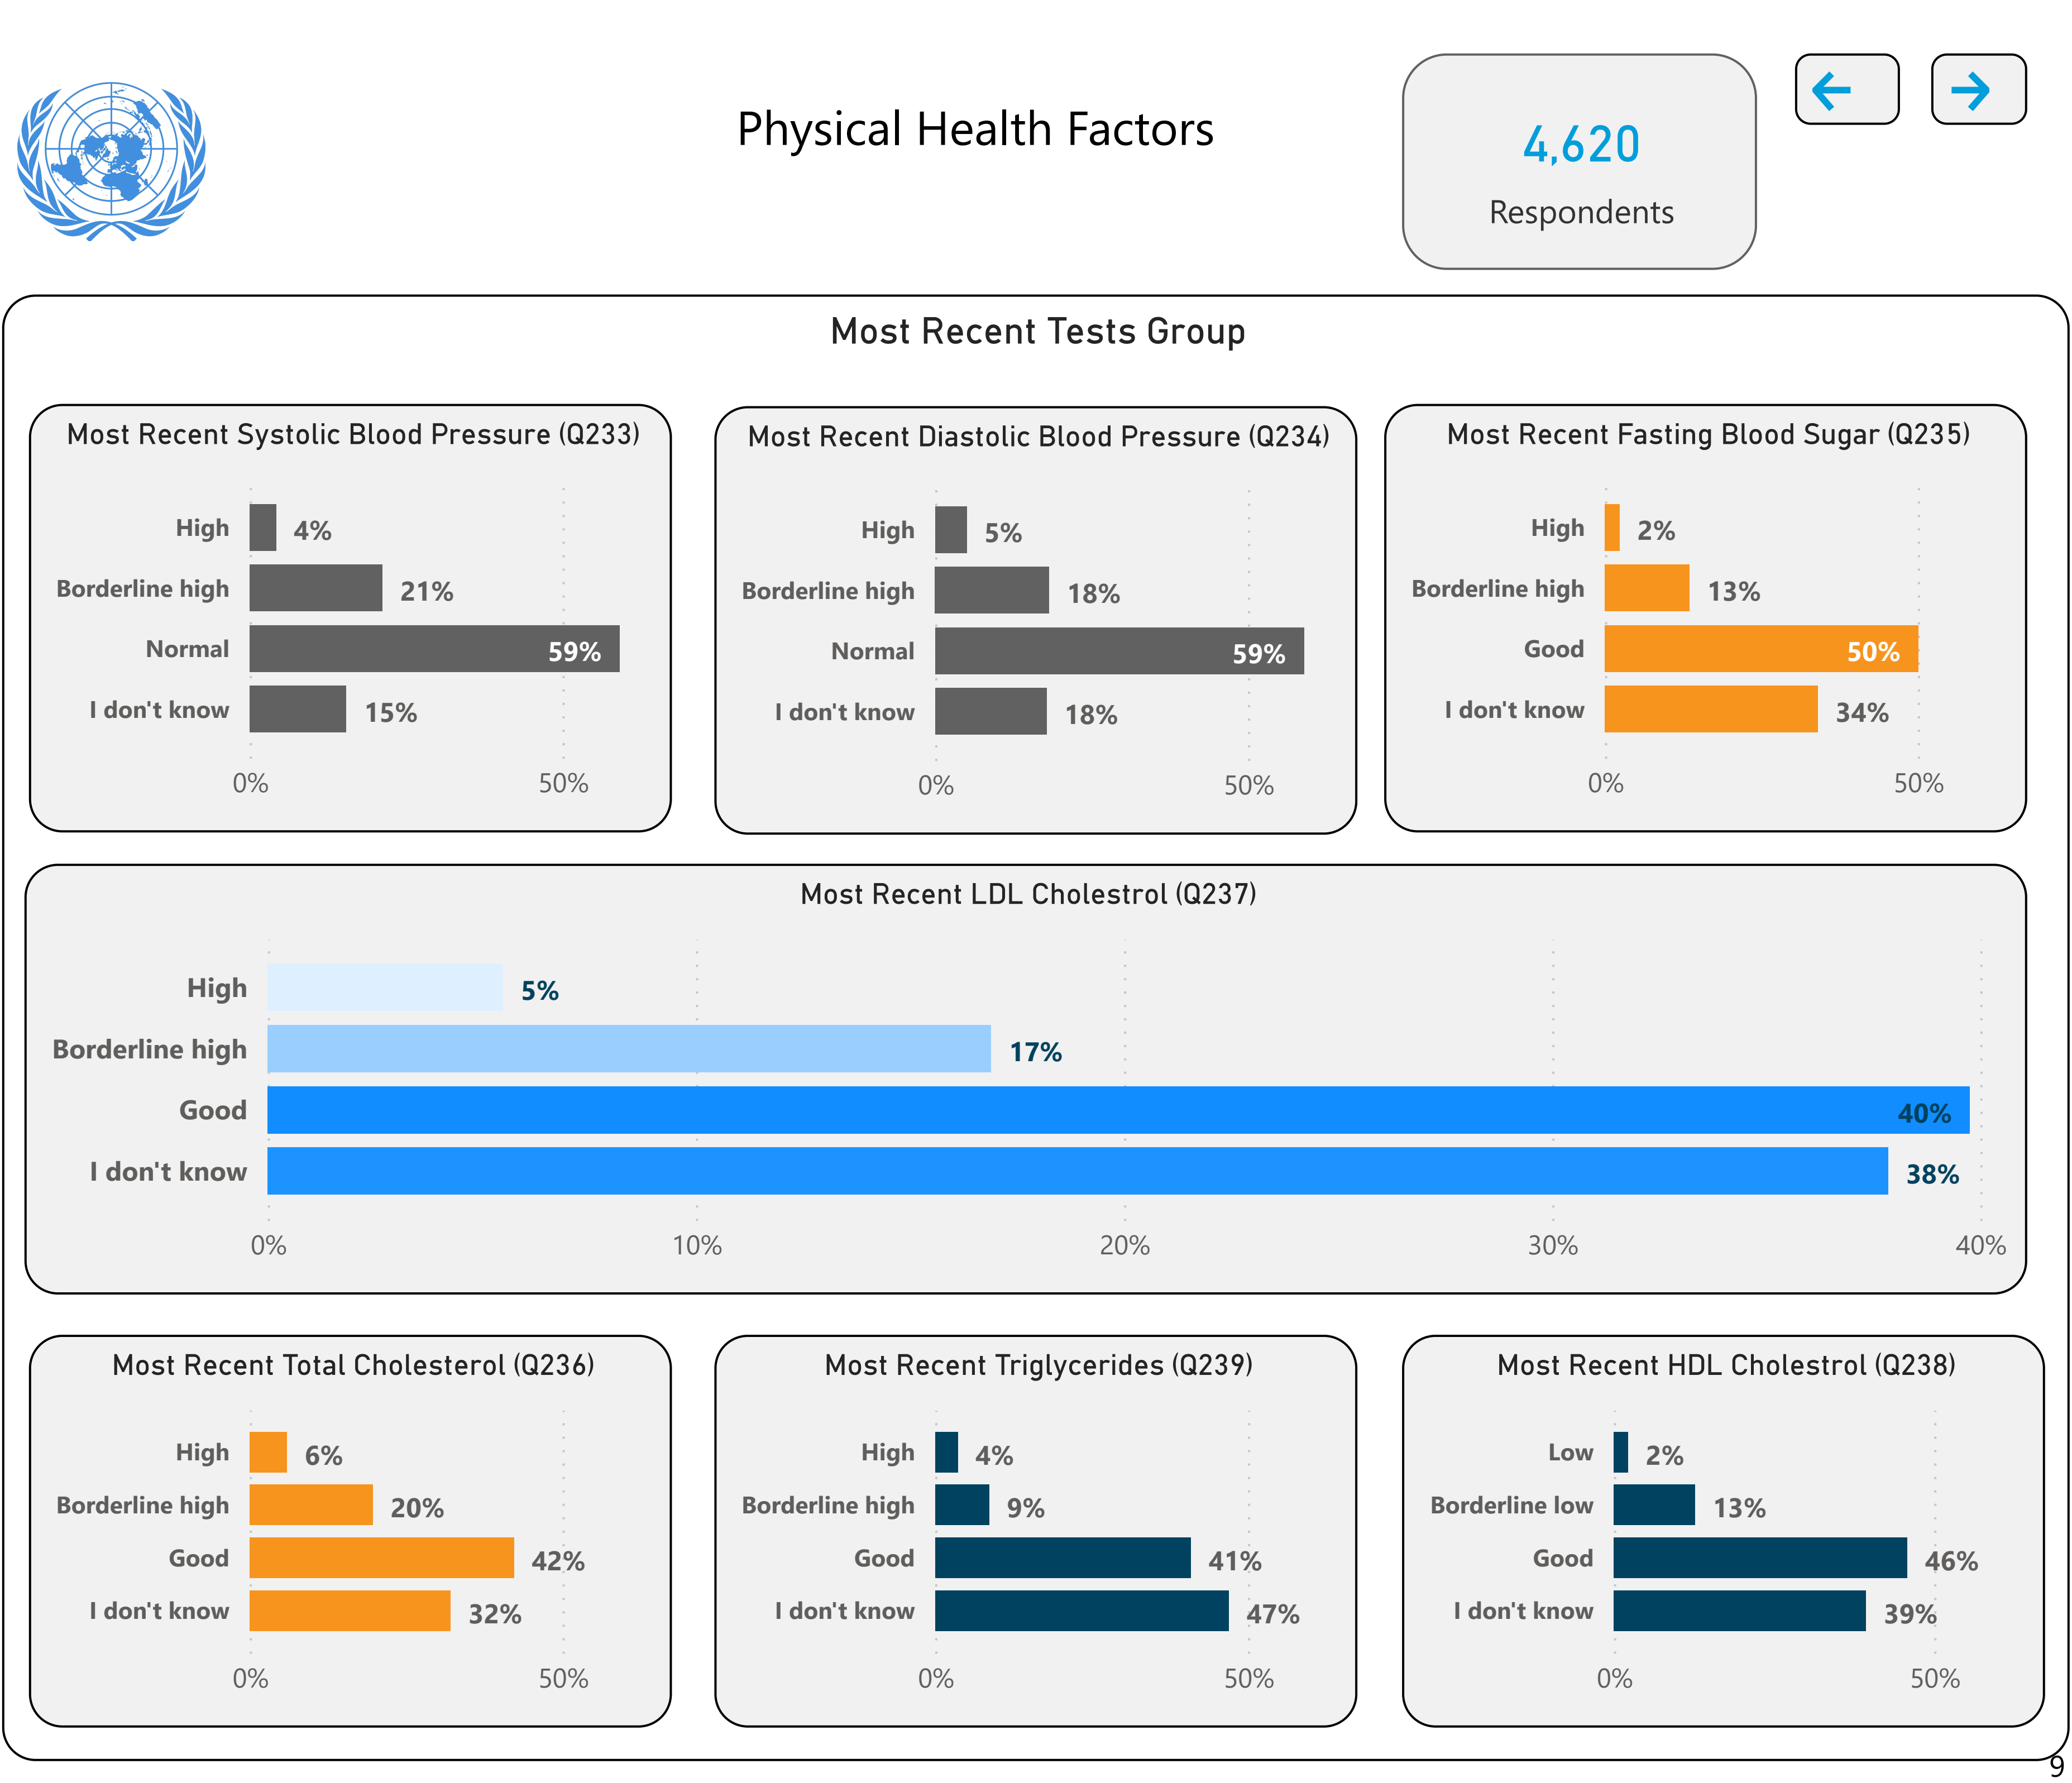 Physical Health Factors
4,620
Respondents
Most Recent Tests Group
Most Recent Systolic Blood Pressure (Q233)
High 4%
Borderline high 21%
Normal 59%
I don't know 15%
0% 50%
Most Recent Diastolic Blood Pressure (Q234)
High 5%
Borderline high 18%
Normal 59%
I don't know 18%
0% 50%
Most Recent Fasting Blood Sugar (Q235)
High 2%
Borderline high 13%
Good 50%
I don't know 34%
0% 50%
Most Recent LDL Cholestrol (Q237)
High 5%
Borderline high 17%
Good 40%
I don't know 38%
0% 10% 20% 30% 40%
Most Recent Total Cholesterol (Q236)
High 6%
Borderline high 20%
Good 42%
I don't know 32%
0% 50%
Most Recent Triglycerides (Q239)
High 4%
Borderline high 9%
Good 41%
I don't know 47%
0% 50%
Most Recent HDL Cholestrol (Q238)
Low 2%
Borderline low 13%
Good 46%
I don't know 39%
0% 50%
9